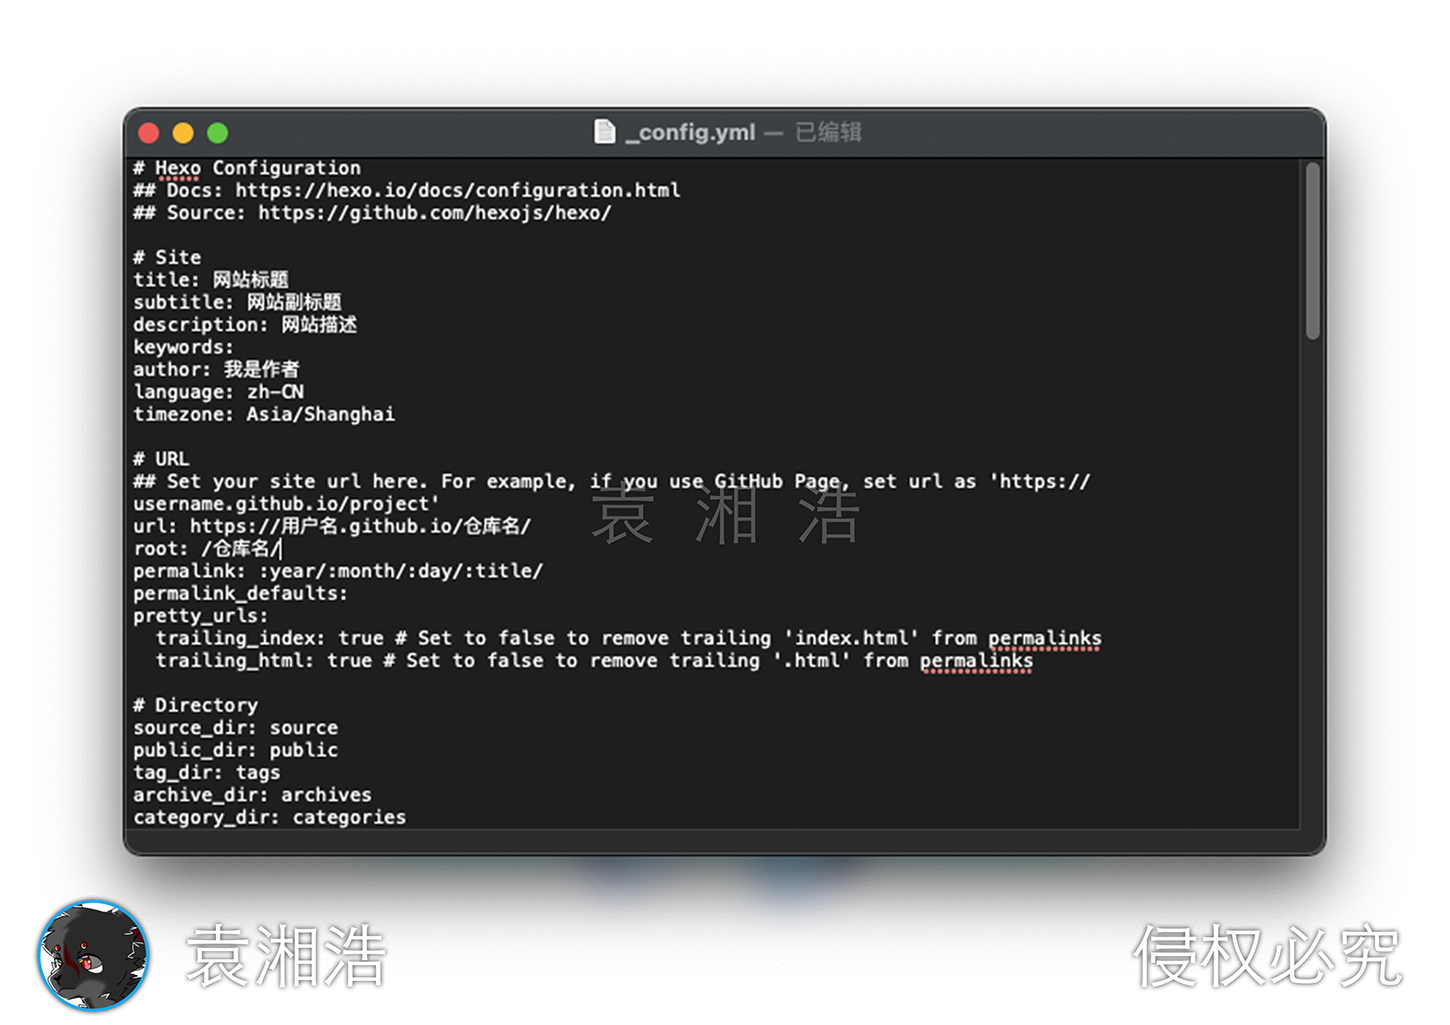 _config.yml — 已编辑
# Hexo Configuration
## Docs: https://hexo.io/docs/configuration.html
## Source: https://github.com/hexojs/hexo/
# Site
title: 网站标题
subtitle: 网站副标题
description: 网站描述
keywords:
author: 我是作者
language: zh-CN
timezone: Asia/Shanghai
# URL
## Set your site url here. For example, if you use GitHub Page, set url as 'https://
username.github.io/project'
url: https://用户名.github.io/仓库名/
root: /仓库名/
permalink: :year/:month/:day/:title/
permalink_defaults:
pretty_urls:
  trailing_index: true # Set to false to remove trailing 'index.html' from permalinks
  trailing_html: true # Set to false to remove trailing '.html' from permalinks
# Directory
source_dir: source
public_dir: public
tag_dir: tags
archive_dir: archives
category_dir: categories
袁湘浩
袁湘浩
侵权必究